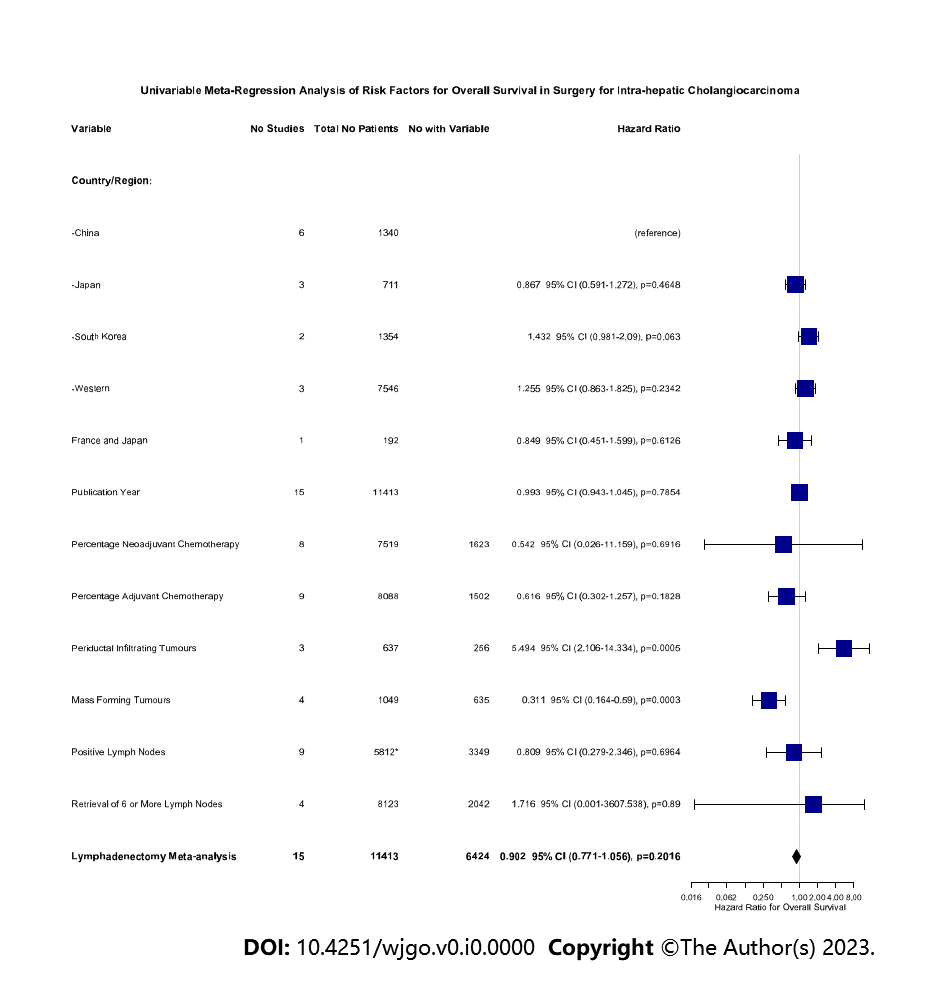 Univariable Meta-Regression Analysis of Risk Factors for Overall Survival in Surgery for Intra-hepatic Cholangiocarcinoma
Variable No Studies Total No Patients No with Variable Hazard Ratio
Country/Region:
-China 6 1340 (reference)
-Japan 3 711 0.867 95% CI (0.591-1.272), p=0.4648
-South Korea 2 1354 1.432 95% CI (0.981-2.09), p=0.063
-Western 3 7546 1.255 95% CI (0.863-1.825), p=0.2342
France and Japan 1 192 0.849 95% CI (0.451-1.599), p=0.6126
Publication Year 15 11413 0.993 95% CI (0.943-1.045), p=0.7854
Percentage Neoadjuvant Chemotherapy 8 7519 1623 0.542 95% CI (0.026-11.159), p=0.6916
Percentage Adjuvant Chemotherapy 9 8088 1502 0.616 95% CI (0.302-1.257), p=0.1828
Periductal Infiltrating Tumours 3 637 256 5.494 95% CI (2.106-14.334), p=0.0005
Mass Forming Tumours 4 1049 635 0.311 95% CI (0.164-0.59), p=0.0003
Positive Lymph Nodes 9 5812* 3349 0.809 95% CI (0.279-2.346), p=0.6964
Retrieval of 6 or More Lymph Nodes 4 8123 2042 1.716 95% CI (0.001-3607.538), p=0.89
Lymphadenectomy Meta-analysis 15 11413 6424 0.902 95% CI (0.771-1.056), p=0.2016
0.016 0.062 0.250 1.00 2.00 4.00 8.00
Hazard Ratio for Overall Survival
DOI: 10.4251/wjgo.v0.i0.0000 Copyright ©The Author(s) 2023.